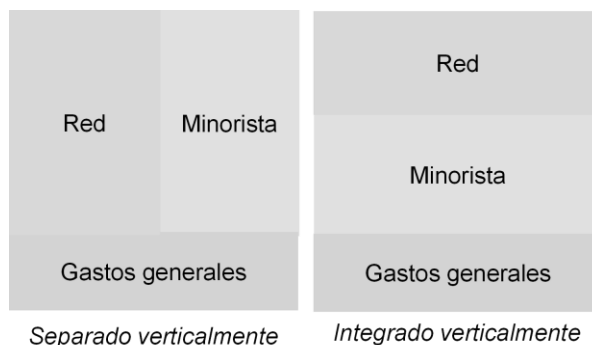 Red
Minorista
Gastos generales
Separado verticalmente
Red
Minorista
Gastos generales
Integrado verticalmente